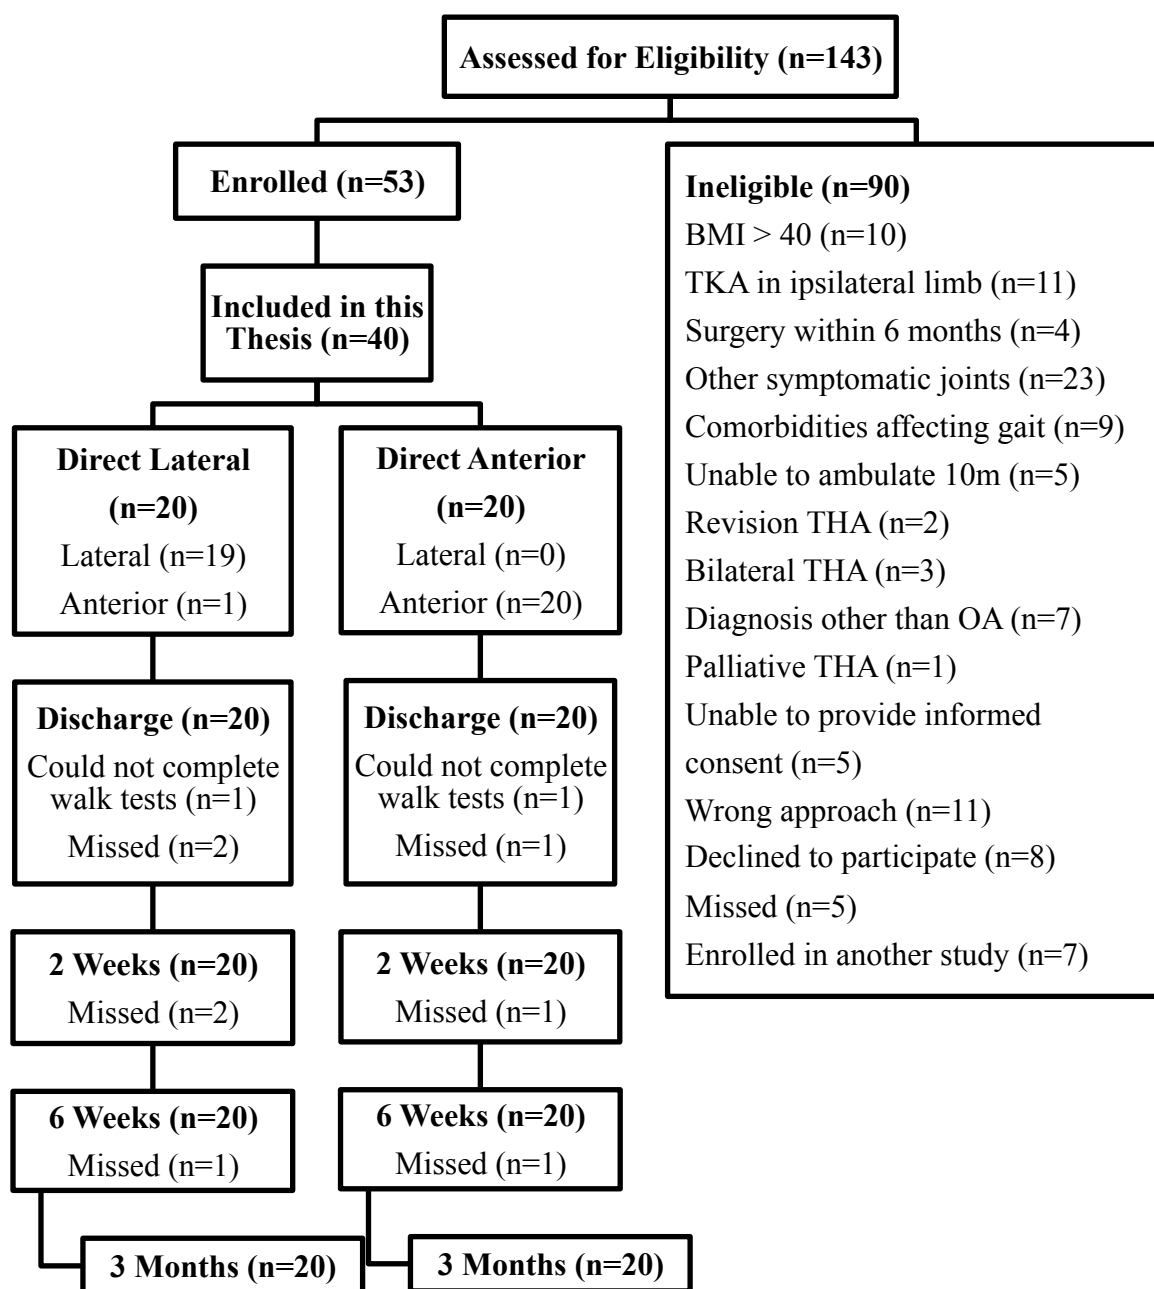 Assessed for Eligibility (n=143)
Enrolled (n=53)
Included in this
Thesis (n=40)
Direct Lateral
(n=20)
Lateral (n=19)
Anterior (n=1)
Direct Anterior
(n=20)
Lateral (n=0)
Anterior (n=20)
Discharge (n=20)
Could not complete
walk tests (n=1)
Missed (n=2)
Discharge (n=20)
Could not complete
walk tests (n=1)
Missed (n=1)
2 Weeks (n=20)
Missed (n=2)
2 Weeks (n=20)
Missed (n=1)
6 Weeks (n=20)
Missed (n=1)
6 Weeks (n=20)
Missed (n=1)
3 Months (n=20)
3 Months (n=20)
Ineligible (n=90)
BMI > 40 (n=10)
TKA in ipsilateral limb (n=11)
Surgery within 6 months (n=4)
Other symptomatic joints (n=23)
Comorbidities affecting gait (n=9)
Unable to ambulate 10m (n=5)
Revision THA (n=2)
Bilateral THA (n=3)
Diagnosis other than OA (n=7)
Palliative THA (n=1)
Unable to provide informed
consent (n=5)
Wrong approach (n=11)
Declined to participate (n=8)
Missed (n=5)
Enrolled in another study (n=7)